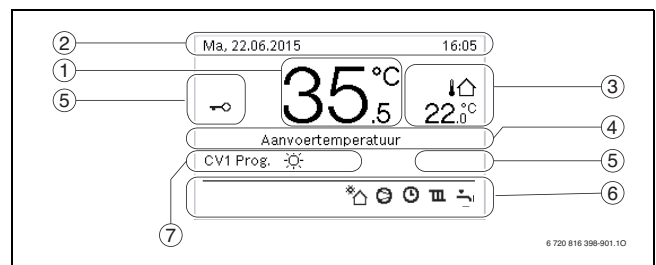 2 Ma, 22.06.2015 16:05
1 35.5 °C
3 22.0 °C
5
4 Aanvoertemperatuur
7 CV1 Prog.
5
6
6 720 816 398-901.1O